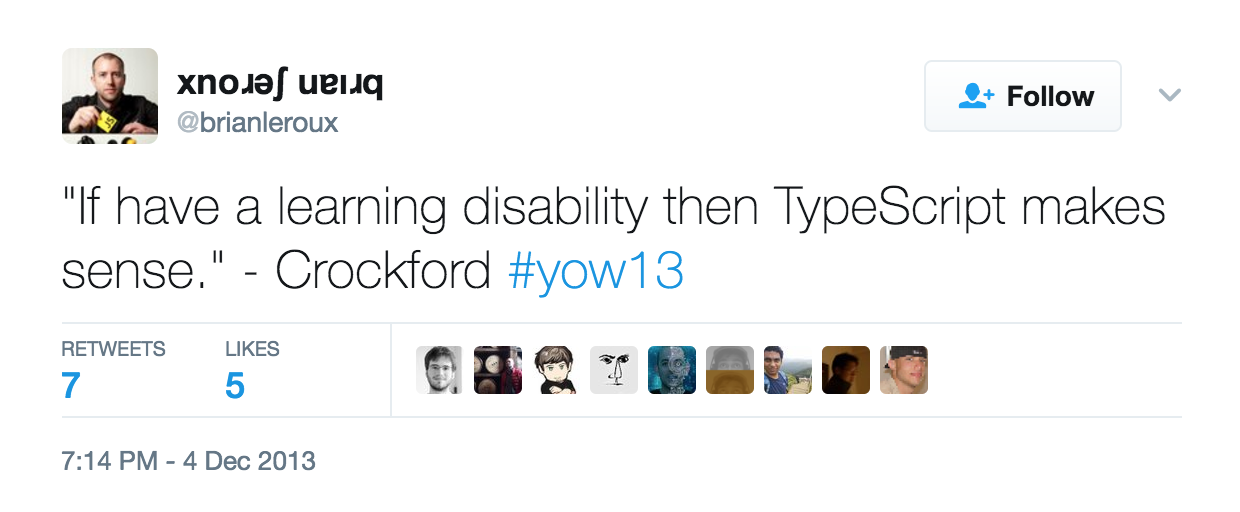 xnoɹǝʃ uɐıɹq
@brianleroux
Follow
"If have a learning disability then TypeScript makes
sense." - Crockford #yow13
RETWEETS LIKES
7 5
7:14 PM - 4 Dec 2013